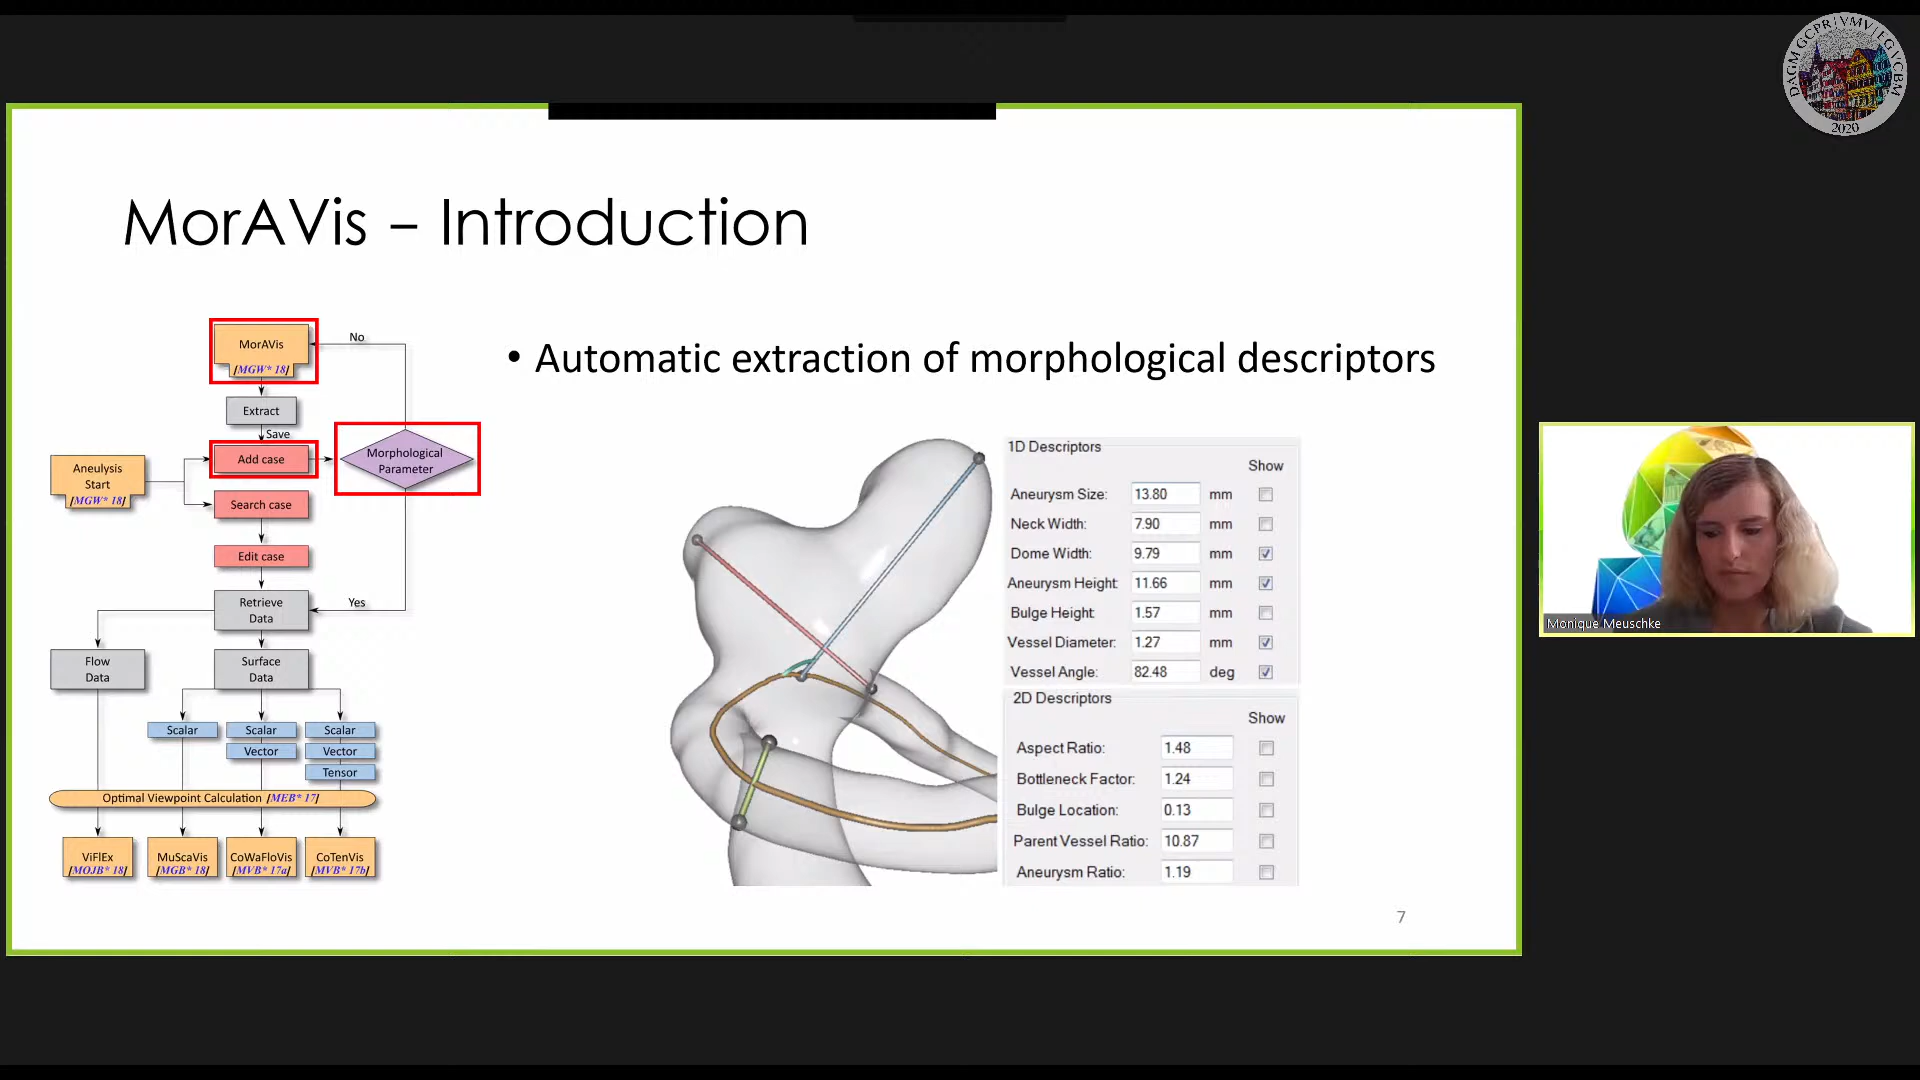 DAGM GCPR | VMV | EG VCBM
2020
MorAVis – Introduction
MorAVis
[MGW* 18]
No
Extract
Save
Add case
Morphological
Parameter
Aneulysis
Start
[MGW* 18]
Search case
Edit case
Retrieve
Data
Yes
Flow
Data
Surface
Data
Scalar
Scalar
Scalar
Vector
Vector
Tensor
Optimal Viewpoint Calculation [MEB* 17]
ViFlEx
[MOJB* 18]
MuScaVis
[MGB* 18]
CoWaFloVis
[MVB* 17a]
CoTenVis
[MVB* 17b]
• Automatic extraction of morphological descriptors
1D Descriptors
Show
Aneurysm Size: 13.80 mm
Neck Width: 7.90 mm
Dome Width: 9.79 mm
Aneurysm Height: 11.66 mm
Bulge Height: 1.57 mm
Vessel Diameter: 1.27 mm
Vessel Angle: 82.48 deg
2D Descriptors
Show
Aspect Ratio: 1.48
Bottleneck Factor: 1.24
Bulge Location: 0.13
Parent Vessel Ratio: 10.87
Aneurysm Ratio: 1.19
7
Monique Meuschke